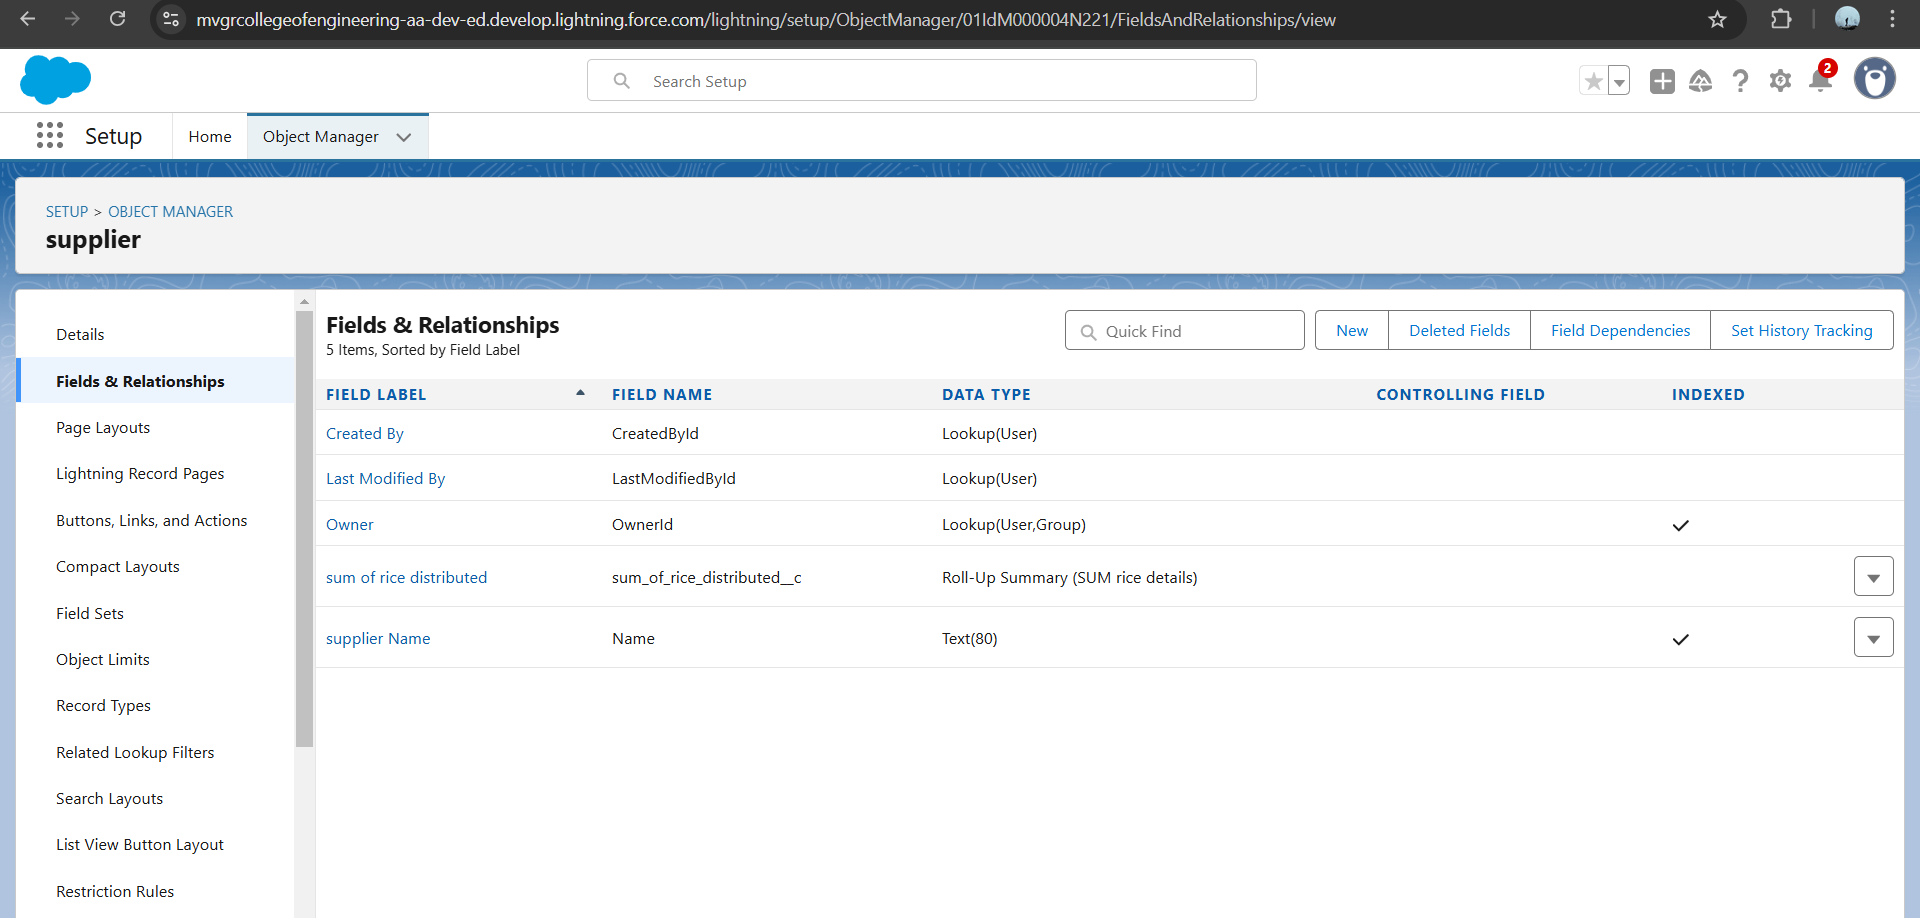 mvgrcollegeofengineering-aa-dev-ed.develop.lightning.force.com/lightning/setup/ObjectManager/01IdM000004N221/FieldsAndRelationships/view
Search Setup
2
Setup
Home
Object Manager
SETUP > OBJECT MANAGER
supplier
Details
Fields & Relationships
Page Layouts
Lightning Record Pages
Buttons, Links, and Actions
Compact Layouts
Field Sets
Object Limits
Record Types
Related Lookup Filters
Search Layouts
List View Button Layout
Restriction Rules
Fields & Relationships
5 Items, Sorted by Field Label
Quick Find
New
Deleted Fields
Field Dependencies
Set History Tracking
FIELD LABEL FIELD NAME DATA TYPE CONTROLLING FIELD INDEXED
Created By CreatedById Lookup(User)
Last Modified By LastModifiedById Lookup(User)
Owner OwnerId Lookup(User,Group)
sum of rice distributed sum_of_rice_distributed__c Roll-Up Summary (SUM rice details)
supplier Name Name Text(80)